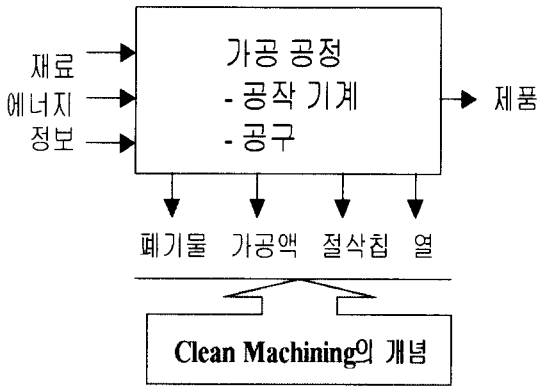 재료
에너지
정보
가공 공정
- 공작 기계
- 공구
제품
폐기물 가공액 절삭칩 열
Clean Machining의 개념